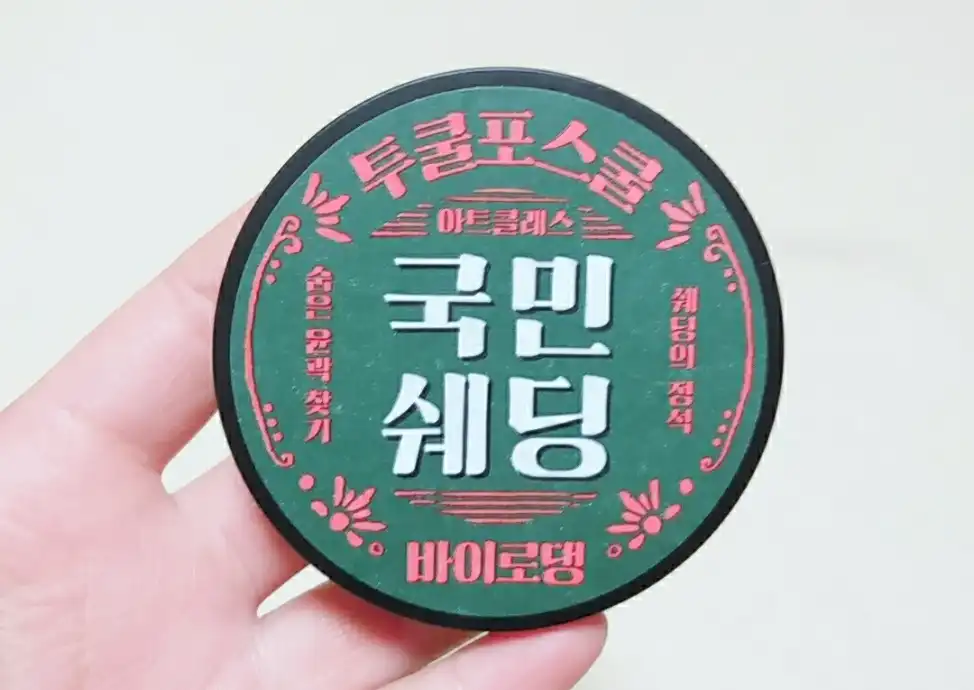 투쿨포스쿨
아트클래스
국민
쉐딩
숨은 윤곽 찾기
쉐딩의 정석
바이로댕